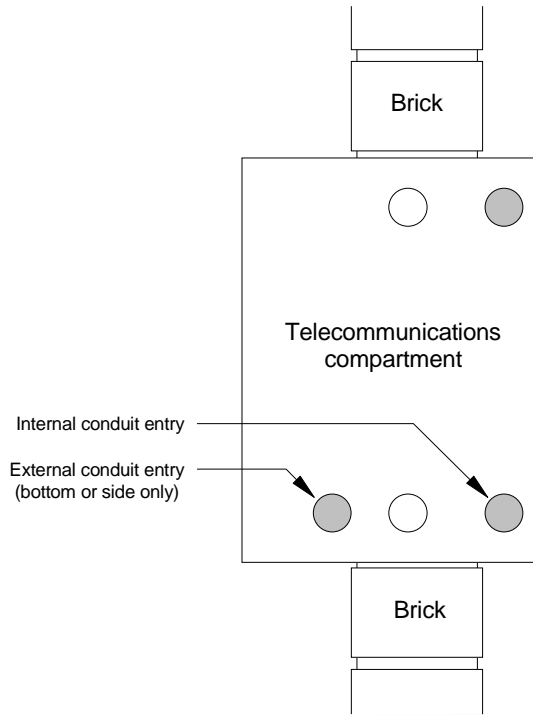 Brick
Telecommunications
compartment
Internal conduit entry
External conduit entry
(bottom or side only)
Brick